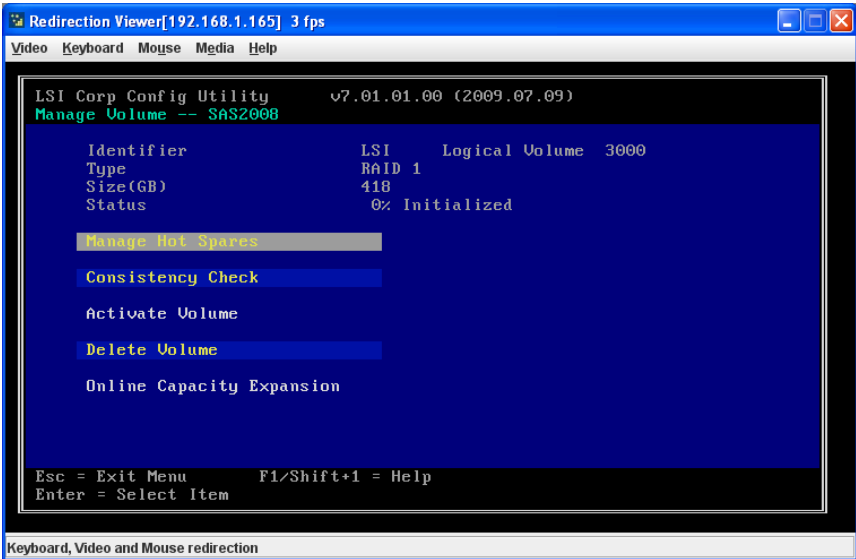 Redirection Viewer[192.168.1.165] 3 fps
Video Keyboard Mouse Media Help
LSI Corp Config Utility v7.01.01.00 (2009.07.09)
Manage Volume -- SAS2008
Identifier LSI Logical Volume 3000
Type RAID 1
Size(GB) 418
Status 0% Initialized
Manage Hot Spares
Consistency Check
Activate Volume
Delete Volume
Online Capacity Expansion
Esc = Exit Menu F1/Shift+1 = Help
Enter = Select Item
Keyboard, Video and Mouse redirection